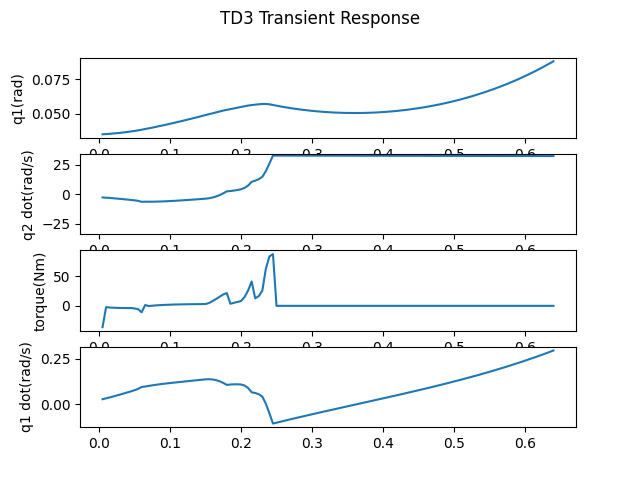 TD3 Transient Response
q1(rad)
0.075
0.050
0.0 0.1 0.2 0.3 0.4 0.5 0.6
q2 dot(rad/s)
25
0
−25
0.0 0.1 0.2 0.3 0.4 0.5 0.6
torque(Nm)
50
0
0.0 0.1 0.2 0.3 0.4 0.5 0.6
q1 dot(rad/s)
0.25
0.00
0.0 0.1 0.2 0.3 0.4 0.5 0.6